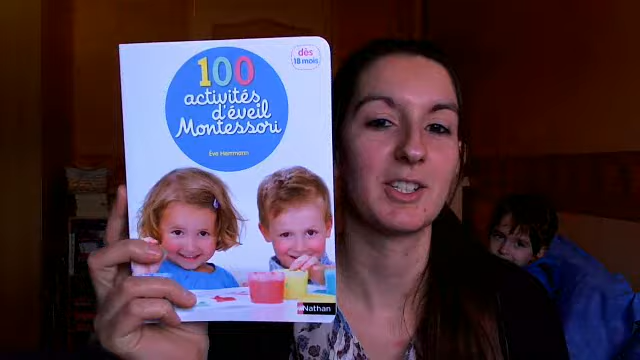 100
activités
d'éveil
Montessori
Ève Herrmann
dès
18 mois
Nathan